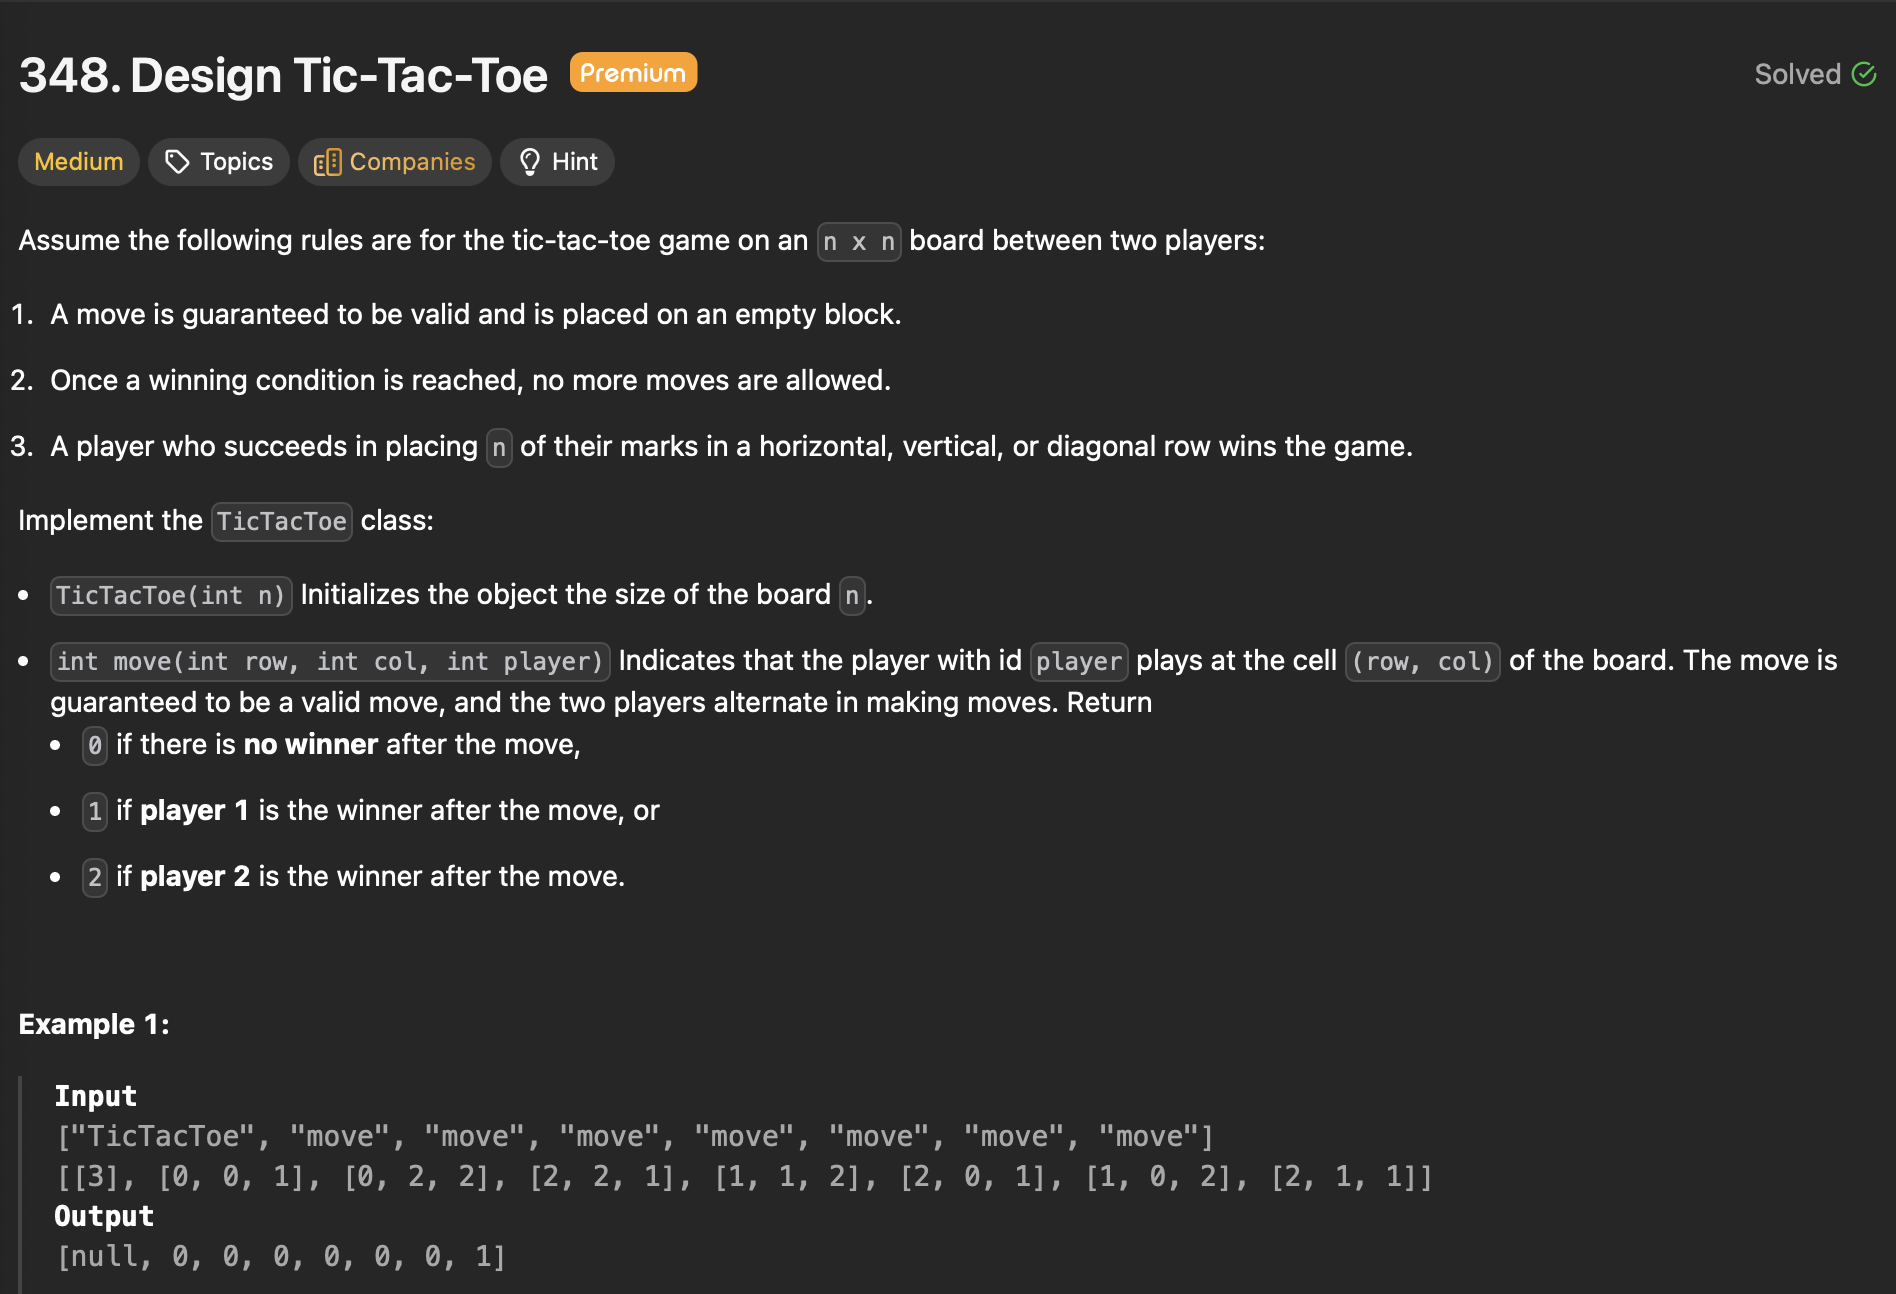 348. Design Tic-Tac-Toe Premium Solved
Medium Topics Companies Hint
Assume the following rules are for the tic-tac-toe game on an n x n board between two players:
1. A move is guaranteed to be valid and is placed on an empty block.
2. Once a winning condition is reached, no more moves are allowed.
3. A player who succeeds in placing n of their marks in a horizontal, vertical, or diagonal row wins the game.
Implement the TicTacToe class:
• TicTacToe(int n) Initializes the object the size of the board n.
• int move(int row, int col, int player) Indicates that the player with id player plays at the cell (row, col) of the board. The move is
guaranteed to be a valid move, and the two players alternate in making moves. Return
• 0 if there is no winner after the move,
• 1 if player 1 is the winner after the move, or
• 2 if player 2 is the winner after the move.
Example 1:
Input
["TicTacToe", "move", "move", "move", "move", "move", "move", "move"]
[[3], [0, 0, 1], [0, 2, 2], [2, 2, 1], [1, 1, 2], [2, 0, 1], [1, 0, 2], [2, 1, 1]]
Output
[null, 0, 0, 0, 0, 0, 0, 1]